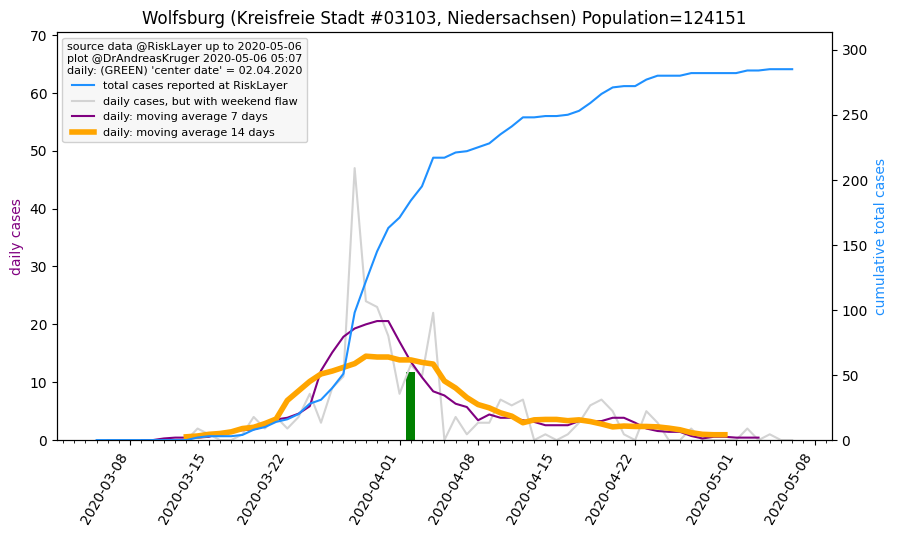 Wolfsburg (Kreisfreie Stadt #03103, Niedersachsen) Population=124151
source data @RiskLayer up to 2020-05-06
plot @DrAndreasKruger 2020-05-06 05:07
daily: (GREEN) 'center date' = 02.04.2020
total cases reported at RiskLayer
daily cases, but with weekend flaw
daily: moving average 7 days
daily: moving average 14 days
daily cases
70
60
50
40
30
20
10
0
cumulative total cases
300
250
200
150
100
50
0
2020-03-08
2020-03-15
2020-03-22
2020-04-01
2020-04-08
2020-04-15
2020-04-22
2020-05-01
2020-05-08